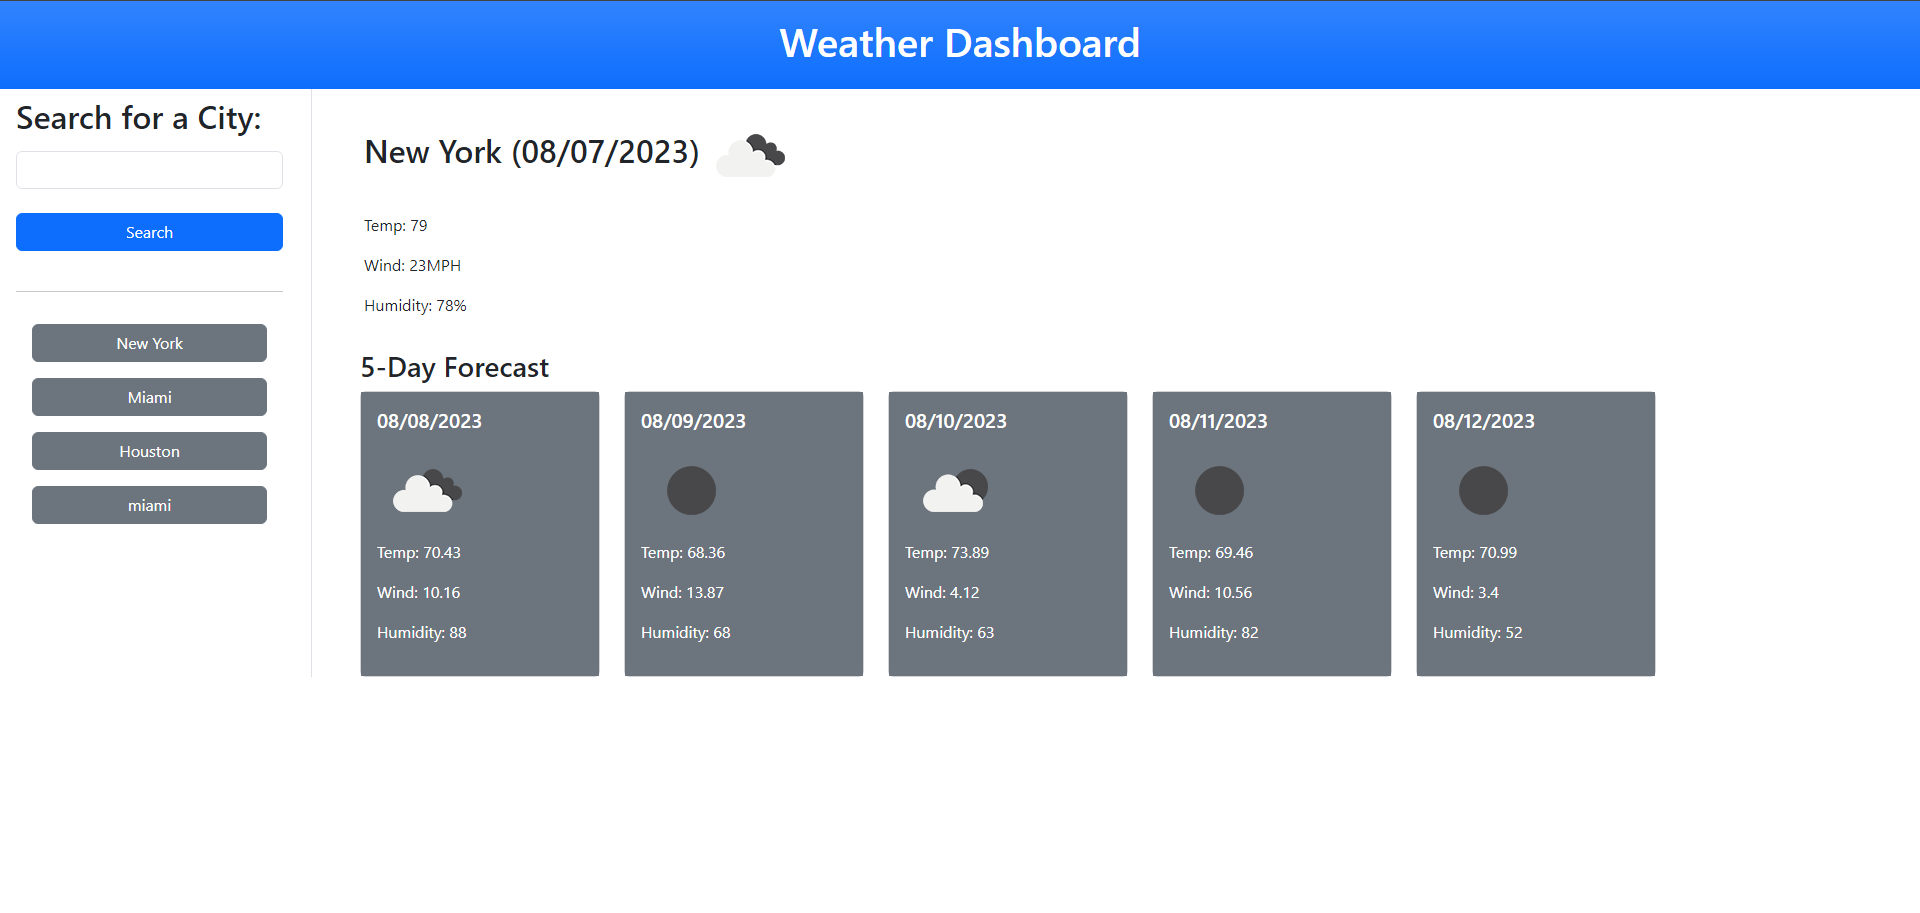 Weather Dashboard
Search for a City:
Search
New York
Miami
Houston
miami
New York (08/07/2023)
Temp: 79
Wind: 23MPH
Humidity: 78%
5-Day Forecast
08/08/2023
Temp: 70.43
Wind: 10.16
Humidity: 88
08/09/2023
Temp: 68.36
Wind: 13.87
Humidity: 68
08/10/2023
Temp: 73.89
Wind: 4.12
Humidity: 63
08/11/2023
Temp: 69.46
Wind: 10.56
Humidity: 82
08/12/2023
Temp: 70.99
Wind: 3.4
Humidity: 52